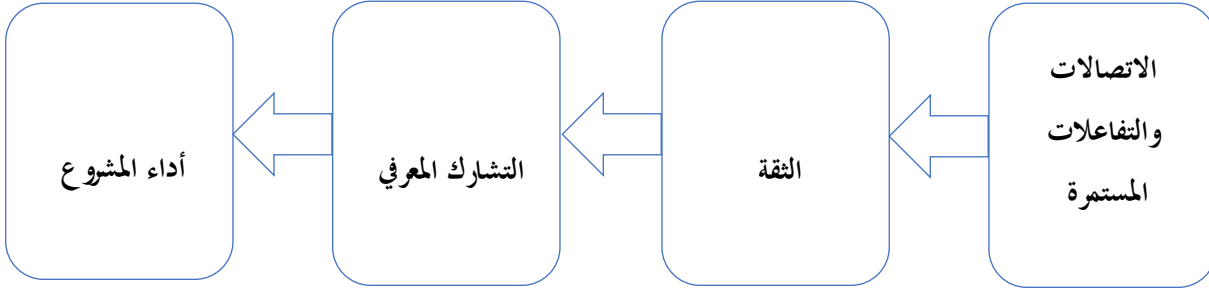 الاتصالات
والتفاعلات
المستمرة
الثقة
التشارك المعرفي
أداء المشروع